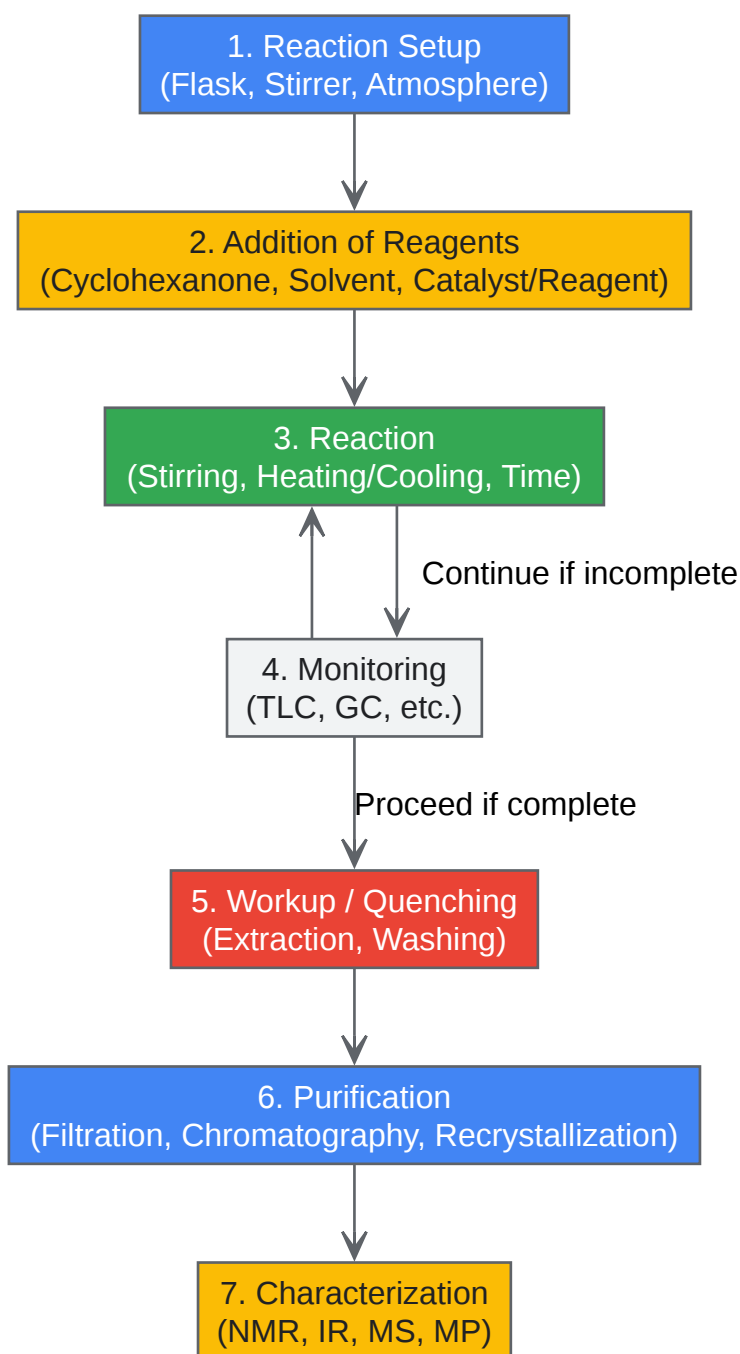 1. Reaction Setup
(Flask, Stirrer, Atmosphere)
2. Addition of Reagents
(Cyclohexanone, Solvent, Catalyst/Reagent)
3. Reaction
(Stirring, Heating/Cooling, Time)
Continue if incomplete
4. Monitoring
(TLC, GC, etc.)
Proceed if complete
5. Workup / Quenching
(Extraction, Washing)
6. Purification
(Filtration, Chromatography, Recrystallization)
7. Characterization
(NMR, IR, MS, MP)